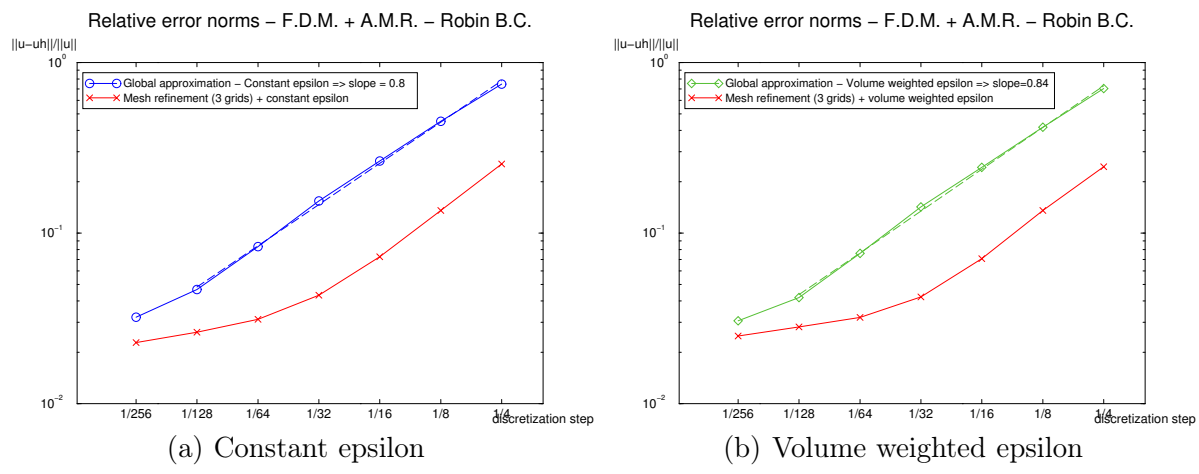 Relative error norms − F.D.M. + A.M.R. − Robin B.C.
||u−uh||/||u||
10^0
Global approximation − Constant epsilon => slope = 0.8
Mesh refinement (3 grids) + constant epsilon
10^-1
10^-2
1/256 1/128 1/64 1/32 1/16 1/8 1/4
discretization step
(a) Constant epsilon
Relative error norms − F.D.M. + A.M.R. − Robin B.C.
||u−uh||/||u||
10^0
Global approximation − Volume weighted epsilon => slope=0.84
Mesh refinement (3 grids) + volume weighted epsilon
10^-1
10^-2
1/256 1/128 1/64 1/32 1/16 1/8 1/4
discretization step
(b) Volume weighted epsilon